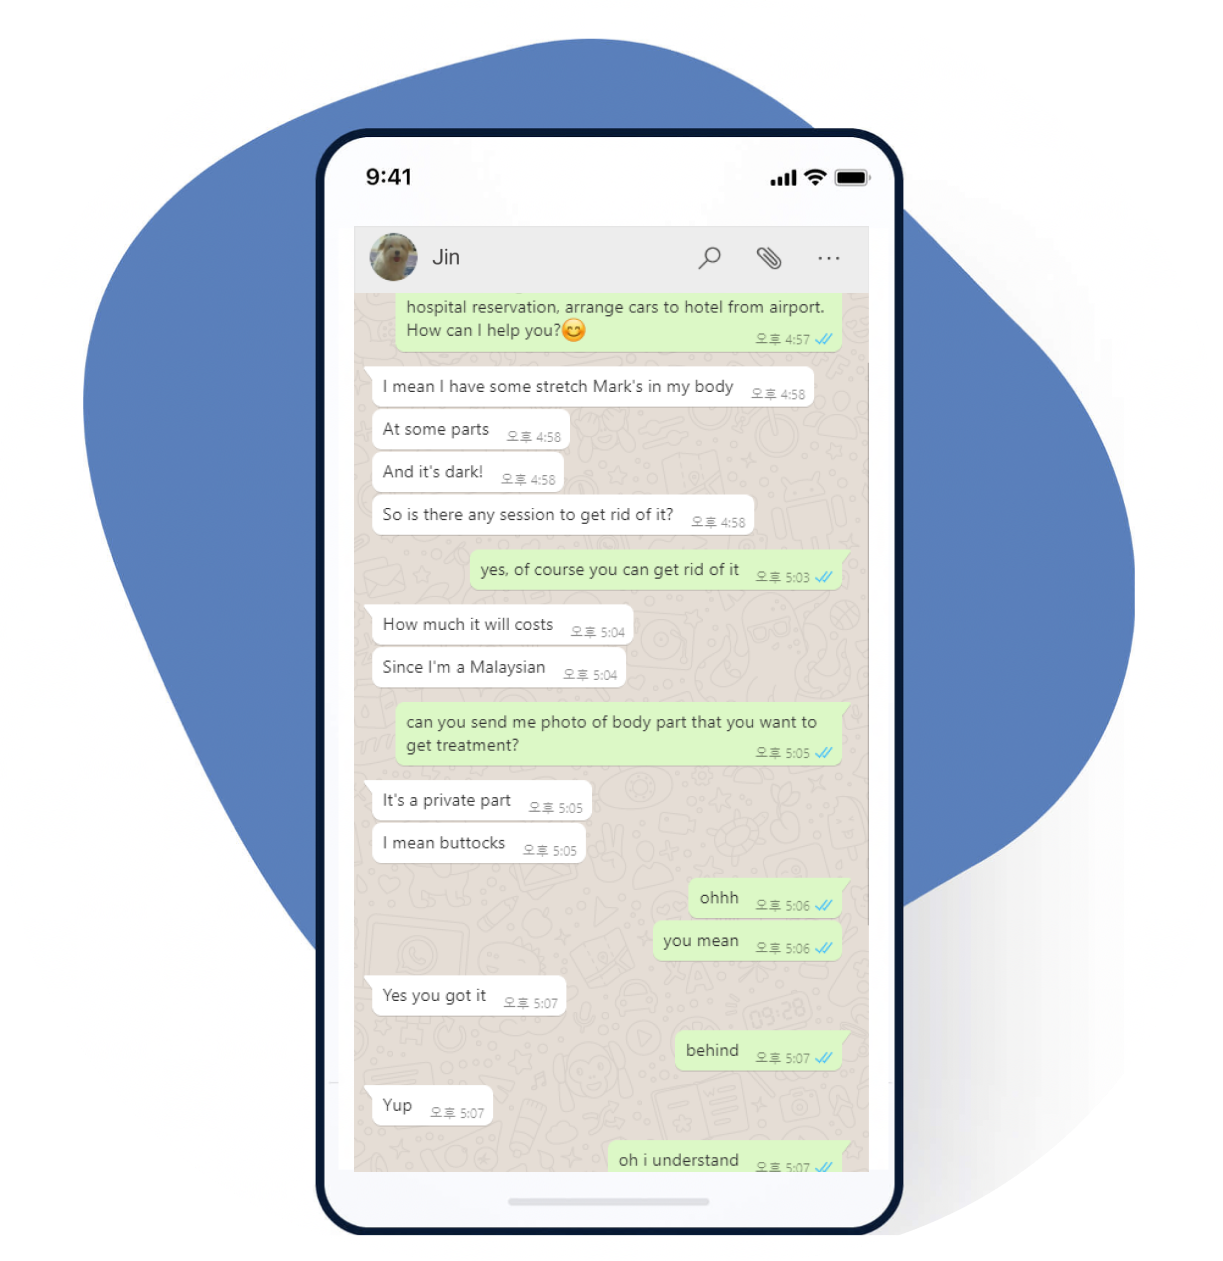 9:41
Jin
hospital reservation, arrange cars to hotel from airport.
How can I help you?😊
오후 4:57
I mean I have some stretch Mark's in my body 오후 4:58
At some parts 오후 4:58
And it's dark! 오후 4:58
So is there any session to get rid of it? 오후 4:58
yes, of course you can get rid of it 오후 5:03
How much it will costs 오후 5:04
Since I'm a Malaysian 오후 5:04
can you send me photo of body part that you want to
get treatment? 오후 5:05
It's a private part 오후 5:05
I mean buttocks 오후 5:05
ohhh 오후 5:06
you mean 오후 5:06
Yes you got it 오후 5:07
behind 오후 5:07
Yup 오후 5:07
oh i understand 오후 5:07